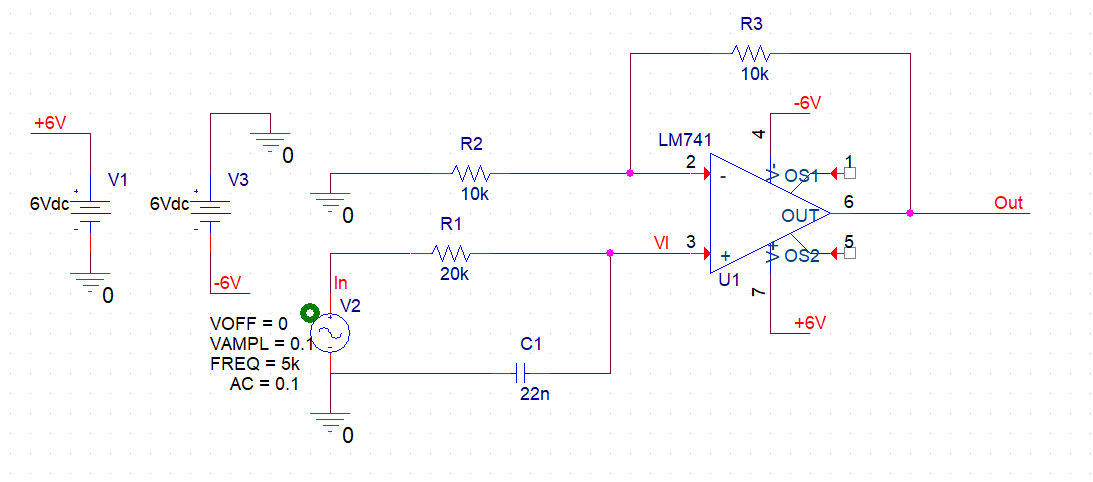 R3
10k
-6V
+6V
4
LM741
R2
0
V1
V3
2
-
V-
OS1
1
6Vdc
6Vdc
10k
6
Out
0
R1
OUT
VI
3
+
V+
OS2
5
-6V
In
20k
U1
7
0
V2
VOFF = 0
+6V
VAMPL = 0.1
FREQ = 5k
C1
AC = 0.1
22n
0